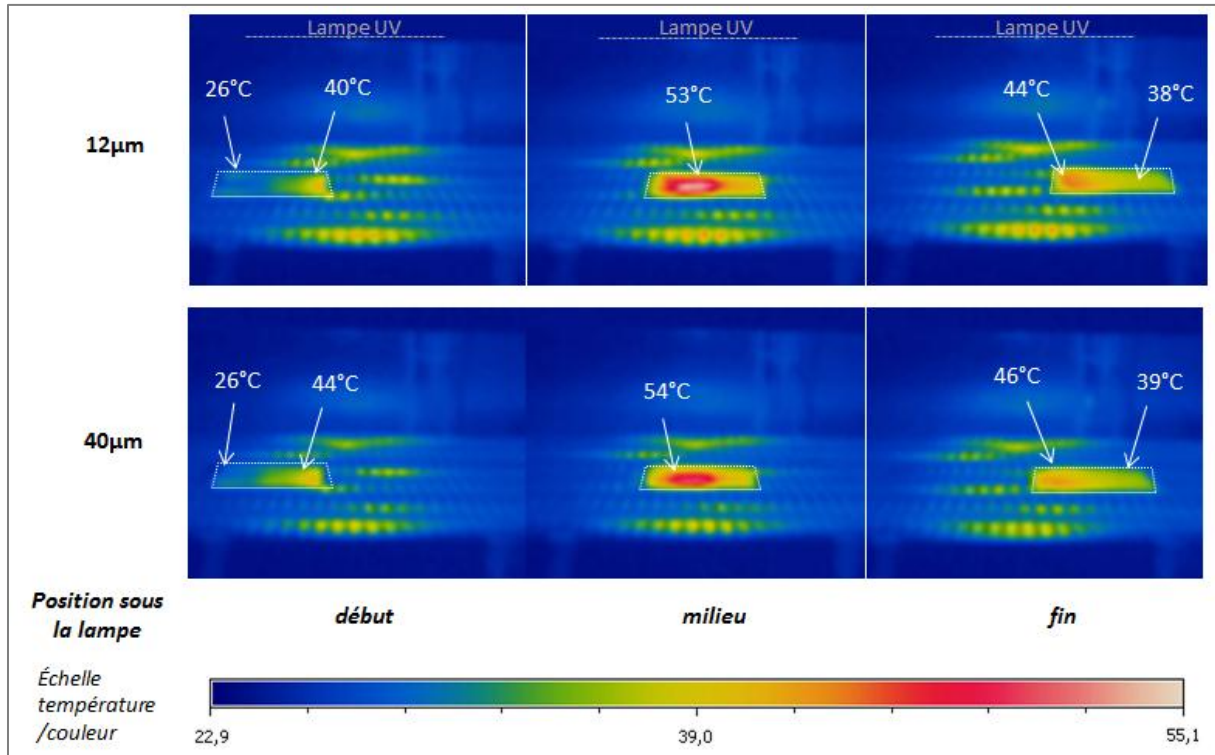 Lampe UV
Lampe UV
Lampe UV
26°C
40°C
53°C
44°C
38°C
12µm
26°C
44°C
54°C
46°C
39°C
40µm
Position sous
la lampe
début
milieu
fin
Échelle
température
/couleur
22,9
39,0
55,1